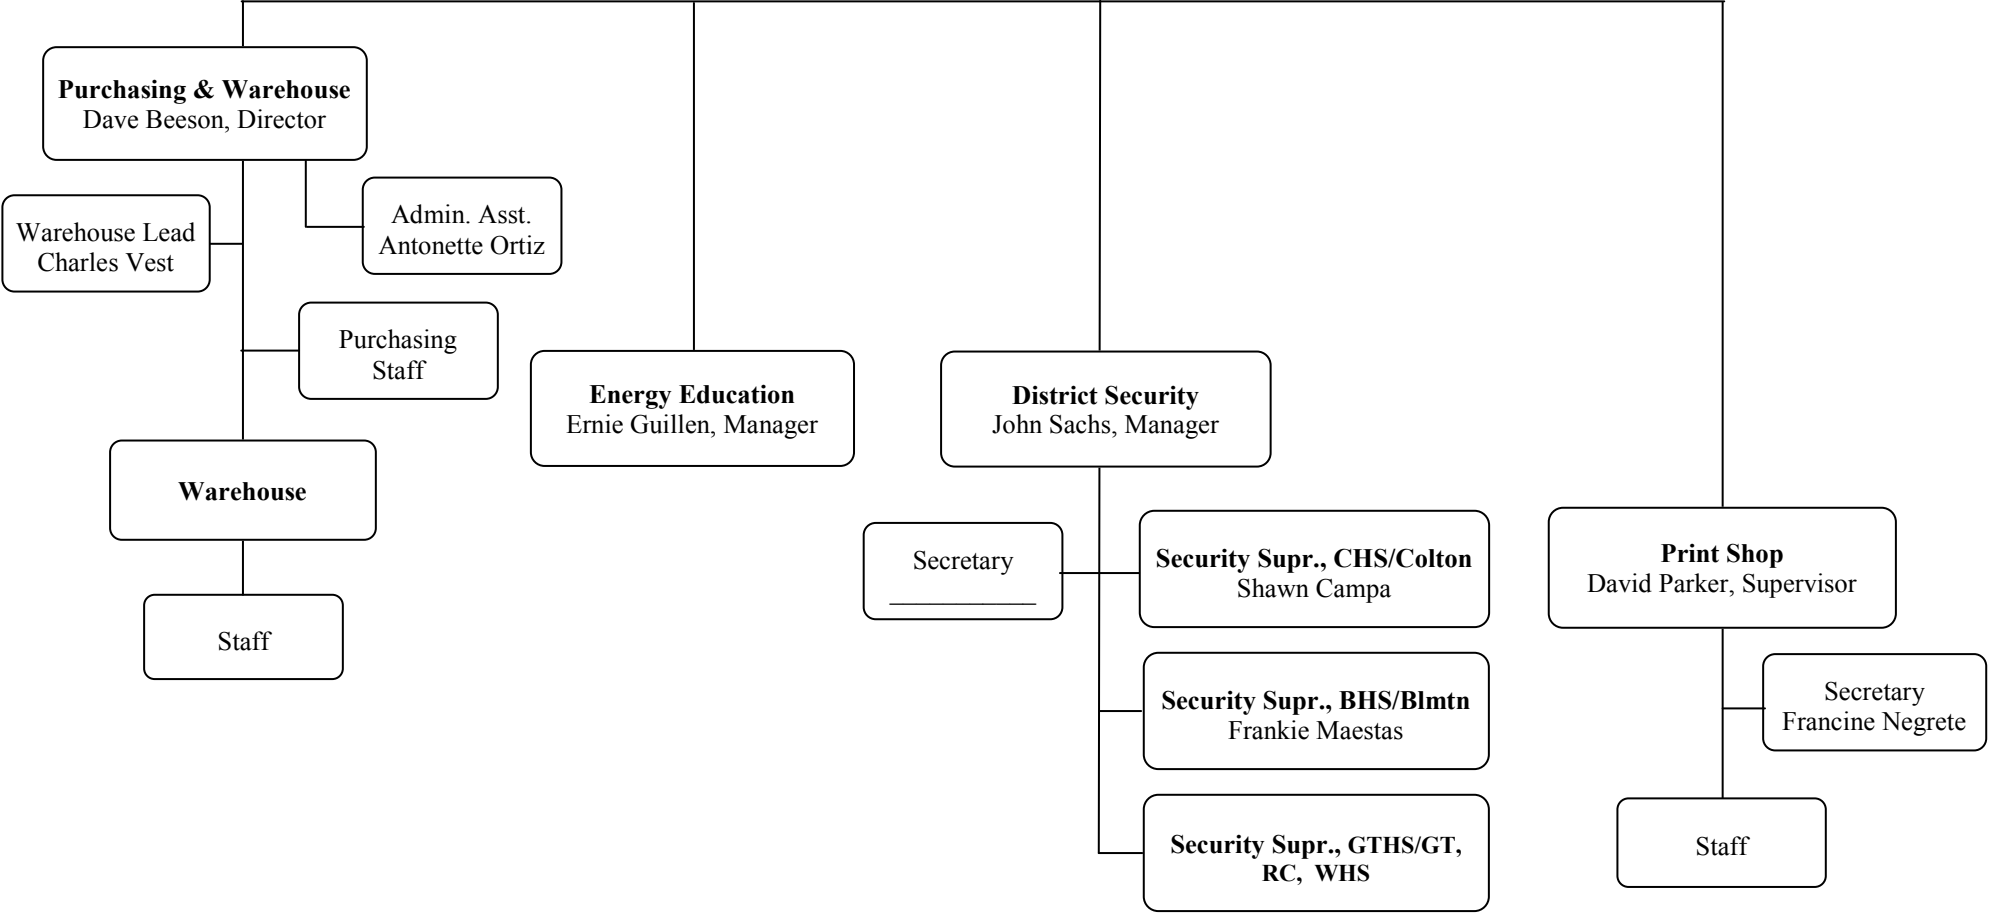 Purchasing & Warehouse
Dave Beeson, Director
Admin. Asst.
Antonette Ortiz
Warehouse Lead
Charles Vest
Purchasing
Staff
Energy Education
Ernie Guillen, Manager
District Security
John Sachs, Manager
Warehouse
Staff
Secretary
___________
Security Supr., CHS/Colton
Shawn Campa
Security Supr., BHS/Blmtn
Frankie Maestas
Security Supr., GTHS/GT,
RC, WHS
Print Shop
David Parker, Supervisor
Secretary
Francine Negrete
Staff